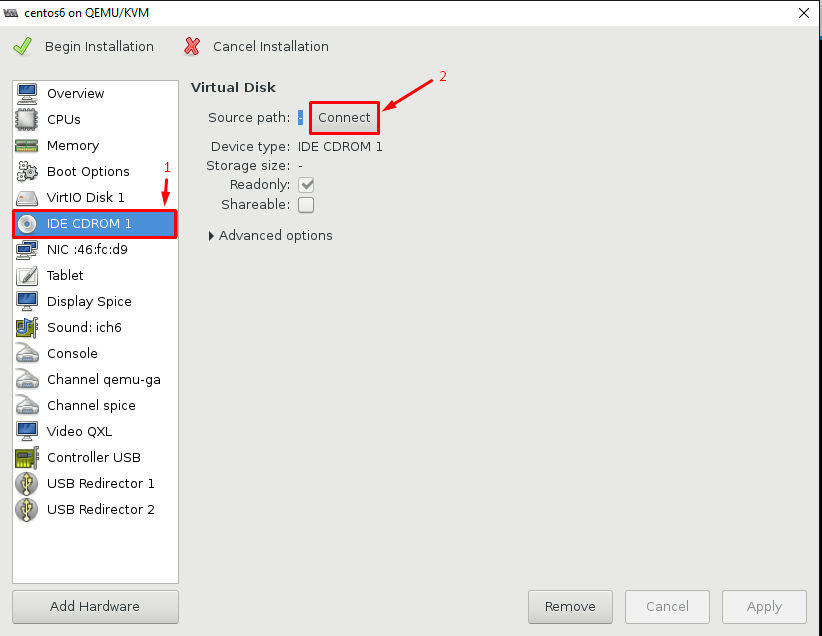 centos6 on QEMU/KVM
Begin Installation
Cancel Installation
Overview
CPUs
Memory
Boot Options
1
VirtIO Disk 1
IDE CDROM 1
NIC :46:fc:d9
Tablet
Display Spice
Sound: ich6
Console
Channel qemu-ga
Channel spice
Video QXL
Controller USB
USB Redirector 1
USB Redirector 2
Add Hardware
Virtual Disk
2
Source path: - Connect
Device type: IDE CDROM 1
Storage size: -
Readonly:
Shareable:
Advanced options
Remove
Cancel
Apply